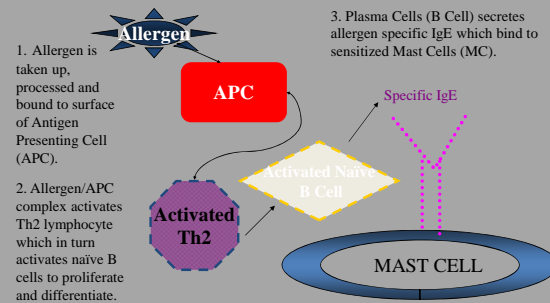 Allergen
1. Allergen is
taken up,
processed and
bound to surface
of Antigen
Presenting Cell
(APC).
2. Allergen/APC
complex activates
Th2 lymphocyte
which in turn
activates naïve B
cells to proliferate
and differentiate.
APC
Activated
Th2
Activated Naïve
B Cell
3. Plasma Cells (B Cell) secretes
allergen specific IgE which bind to
sensitized Mast Cells (MC).
Specific IgE
MAST CELL